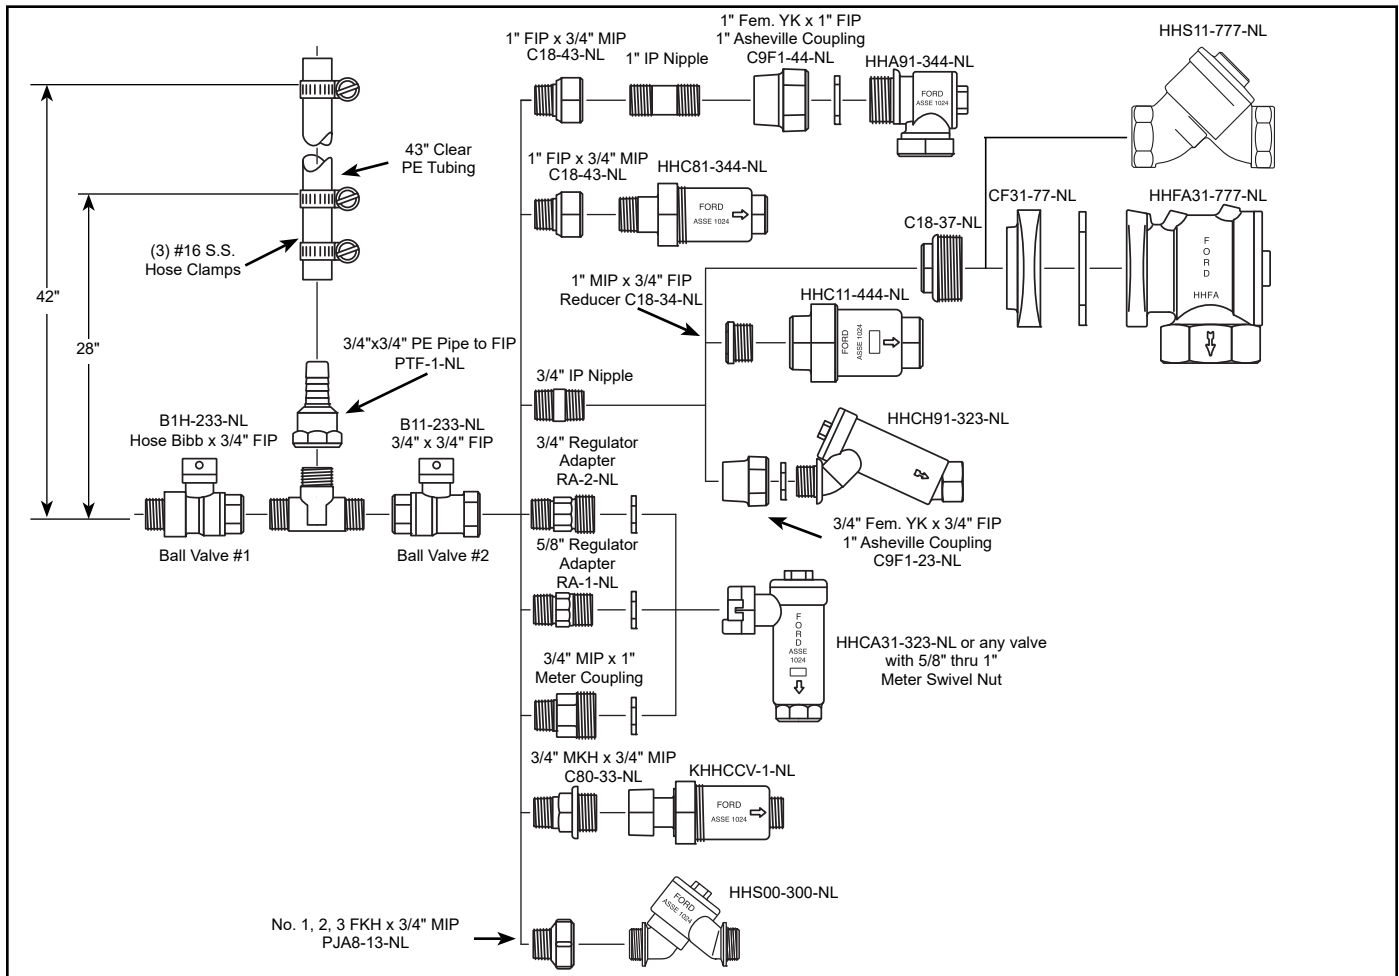 1" Fem. YK x 1" FIP
1" Asheville Coupling
C9F1-44-NL
1" FIP x 3/4" MIP
C18-43-NL
1" IP Nipple
HHA91-344-NL
HHS11-777-NL
FORD
ASSE 1024
43" Clear
PE Tubing
1" FIP x 3/4" MIP
C18-43-NL
HHC81-344-NL
FORD
ASSE 1024
CF31-77-NL
HHFA31-777-NL
C18-37-NL
FORD
HHFA
(3) #16 S.S.
Hose Clamps
42"
28"
1" MIP x 3/4" FIP
Reducer C18-34-NL
HHC11-444-NL
FORD
ASSE 1024
3/4"x3/4" PE Pipe to FIP
PTF-1-NL
3/4" IP Nipple
B1H-233-NL
Hose Bibb x 3/4" FIP
B11-233-NL
3/4" x 3/4" FIP
HHCH91-323-NL
3/4" Regulator
Adapter
RA-2-NL
3/4" Fem. YK x 3/4" FIP
1" Asheville Coupling
C9F1-23-NL
Ball Valve #1
Ball Valve #2
5/8" Regulator
Adapter
RA-1-NL
FORD
ASSE
1024
HHCA31-323-NL or any valve
with 5/8" thru 1"
Meter Swivel Nut
3/4" MIP x 1"
Meter Coupling
3/4" MKH x 3/4" MIP
C80-33-NL
KHHCCV-1-NL
FORD
ASSE 1024
HHS00-300-NL
FORD
ASSE 1024
No. 1, 2, 3 FKH x 3/4" MIP
PJA8-13-NL